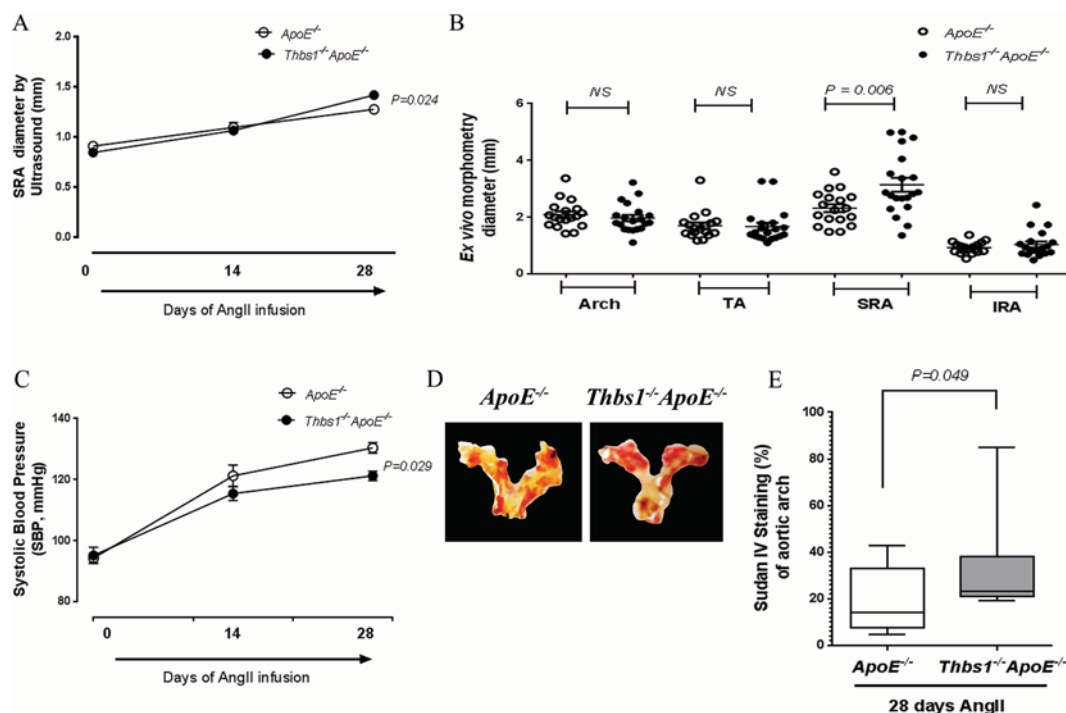 A
ApoE⁻/⁻
Thbs1⁻/⁻ApoE⁻/⁻
SRA diameter by
Ultrasound (mm)
2.0
1.5
1.0
0.5
0.0
P=0.024
0 14 28
Days of AngII infusion
B
ApoE⁻/⁻
Thbs1⁻/⁻ApoE⁻/⁻
Ex vivo morphometry
diameter (mm)
6
4
2
0
NS NS P = 0.006 NS
Arch TA SRA IRA
C
ApoE⁻/⁻
Thbs1⁻/⁻ApoE⁻/⁻
Systolic Blood Pressure
(SBP, mmHg)
140
120
100
80
P=0.029
0 14 28
Days of AngII infusion
D
ApoE⁻/⁻ Thbs1⁻/⁻ApoE⁻/⁻
E
P=0.049
Sudan IV Staining (%)
of aortic arch
100
80
60
40
20
0
ApoE⁻/⁻ Thbs1⁻/⁻ApoE⁻/⁻
28 days AngII